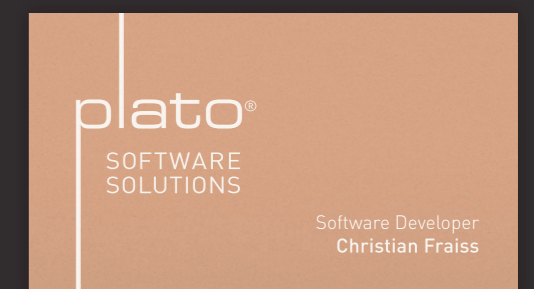 plato®
SOFTWARE
SOLUTIONS
Software Developer
Christian Fraiss